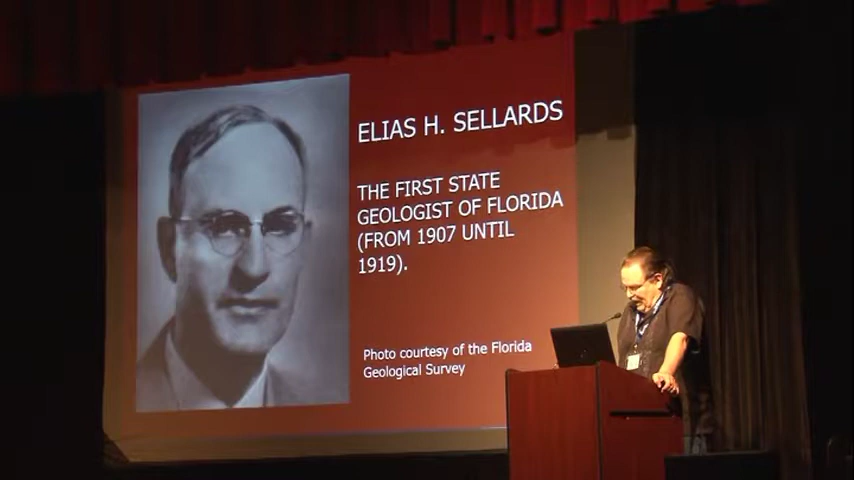 ELIAS H. SELLARDS
THE FIRST STATE
GEOLOGIST OF FLORIDA
(FROM 1907 UNTIL
1919).
Photo courtesy of the Florida
Geological Survey